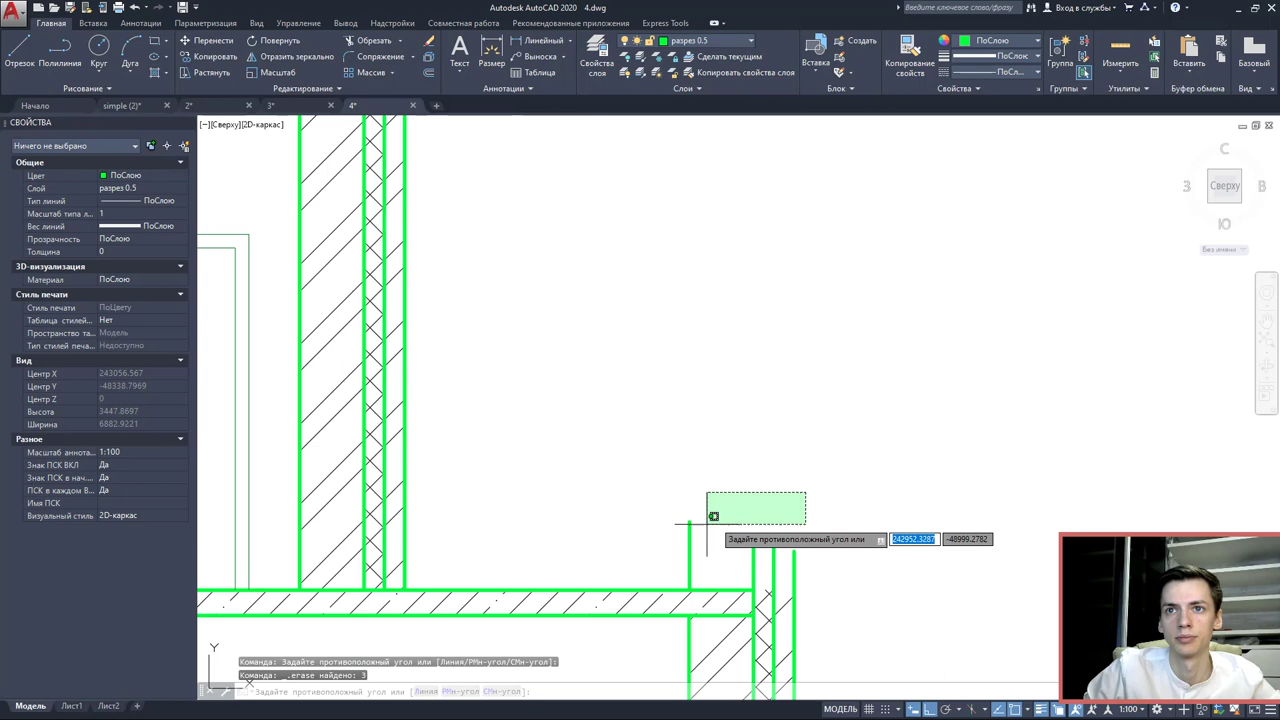 Autodesk AutoCAD 2020 4.dwg
Введите ключевое слово/фразу
Вход в службы
Главная Вставка Аннотации Параметризация Вид Управление Вывод Надстройки Совместная работа Рекомендованные приложения Express Tools
Отрезок Полилиния Круг Дуга
Перенести Повернуть Обрезать
Копировать Отразить зеркально Сопряжение
Растянуть Масштаб Массив
Текст Размер
Линейный
Выноска
Таблица
Свойства слоя
разрез 0.5
Сделать текущим
Копировать свойства слоя
Вставка
Создать
Копирование свойств
ПоСлою
ПоСлок
ПоСл...
Группа
Измерить
Вставить
Базовый
Рисование Редактирование Аннотации Слои Блок Свойства Группы Утилиты Буфер обмена Вид
Начало simple (2)* 2* 3* 4*
СВОЙСТВА
[−][Сверху][2D-каркас]
Ничего не выбрано
Общие
Цвет ПоСлою
Слой разрез 0.5
Тип линий ПоСлою
Масштаб типа л... 1
Вес линий ПоСлою
Прозрачность ПоСлою
Толщина 0
3D-визуализация
Материал ПоСлою
Стиль печати
Стиль печати ПоЦвету
Таблица стилей... Нет
Пространство та... Модель
Тип стилей печа... Недоступно
Вид
Центр X 243056.567
Центр Y -48338.7969
Центр Z 0
Высота 3447.8697
Ширина 6882.9221
Разное
Масштаб аннота... 1:100
Знак ПСК ВКЛ Да
Знак ПСК в нач.... Да
ПСК в каждом В... Да
Имя ПСК
Визуальный стиль 2D-каркас
С
З Сверху В
Ю
Без имени
Задайте противоположный угол или 242952.3287 -48999.2782
Y
Команда: Задайте противоположный угол или [Линия/РМн-угол/СМн-угол]:
Команда: _.erase найдено: 3
Задайте противоположный угол или [Линия РМн-угол СМн-угол]:
Модель Лист1 Лист2 +
МОДЕЛЬ
1:100